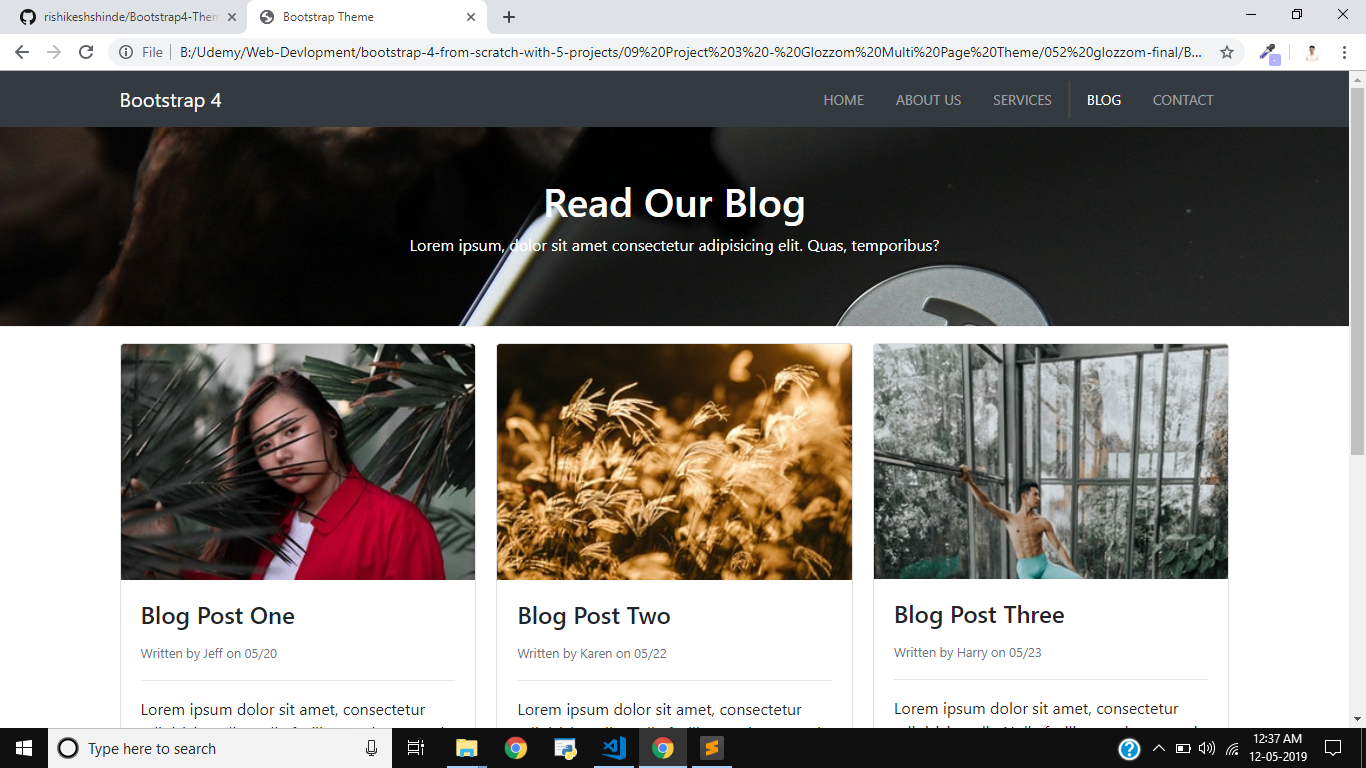 rishikeshshinde/Bootstrap4-Then
Bootstrap Theme
File
B:/Udemy/Web-Devlopment/bootstrap-4-from-scratch-with-5-projects/09%20Project%203%20-%20Glozzom%20Multi%20Page%20Theme/052%20glozzom-final/B...
Bootstrap 4
HOME
ABOUT US
SERVICES
BLOG
CONTACT
Read Our Blog
Lorem ipsum, dolor sit amet consectetur adipisicing elit. Quas, temporibus?
Blog Post One
Written by Jeff on 05/20
Lorem ipsum dolor sit amet, consectetur
Blog Post Two
Written by Karen on 05/22
Lorem ipsum dolor sit amet, consectetur
Blog Post Three
Written by Harry on 05/23
Lorem ipsum dolor sit amet, consectetur
Type here to search
12:37 AM
12-05-2019